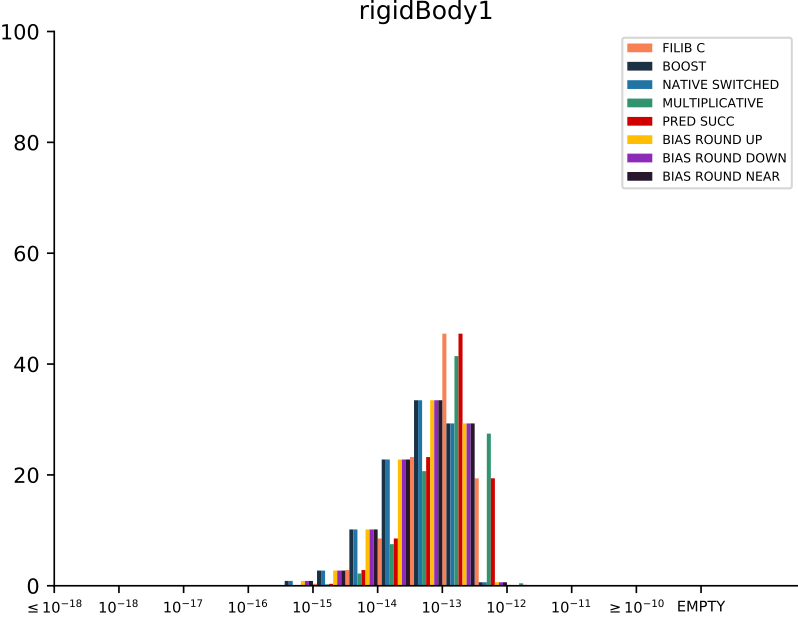 rigidBody1
100
80
60
40
20
0
≤ 10⁻¹⁸ 10⁻¹⁸ 10⁻¹⁷ 10⁻¹⁶ 10⁻¹⁵ 10⁻¹⁴ 10⁻¹³ 10⁻¹² 10⁻¹¹ ≥ 10⁻¹⁰ EMPTY
FILIB C
BOOST
NATIVE SWITCHED
MULTIPLICATIVE
PRED SUCC
BIAS ROUND UP
BIAS ROUND DOWN
BIAS ROUND NEAR